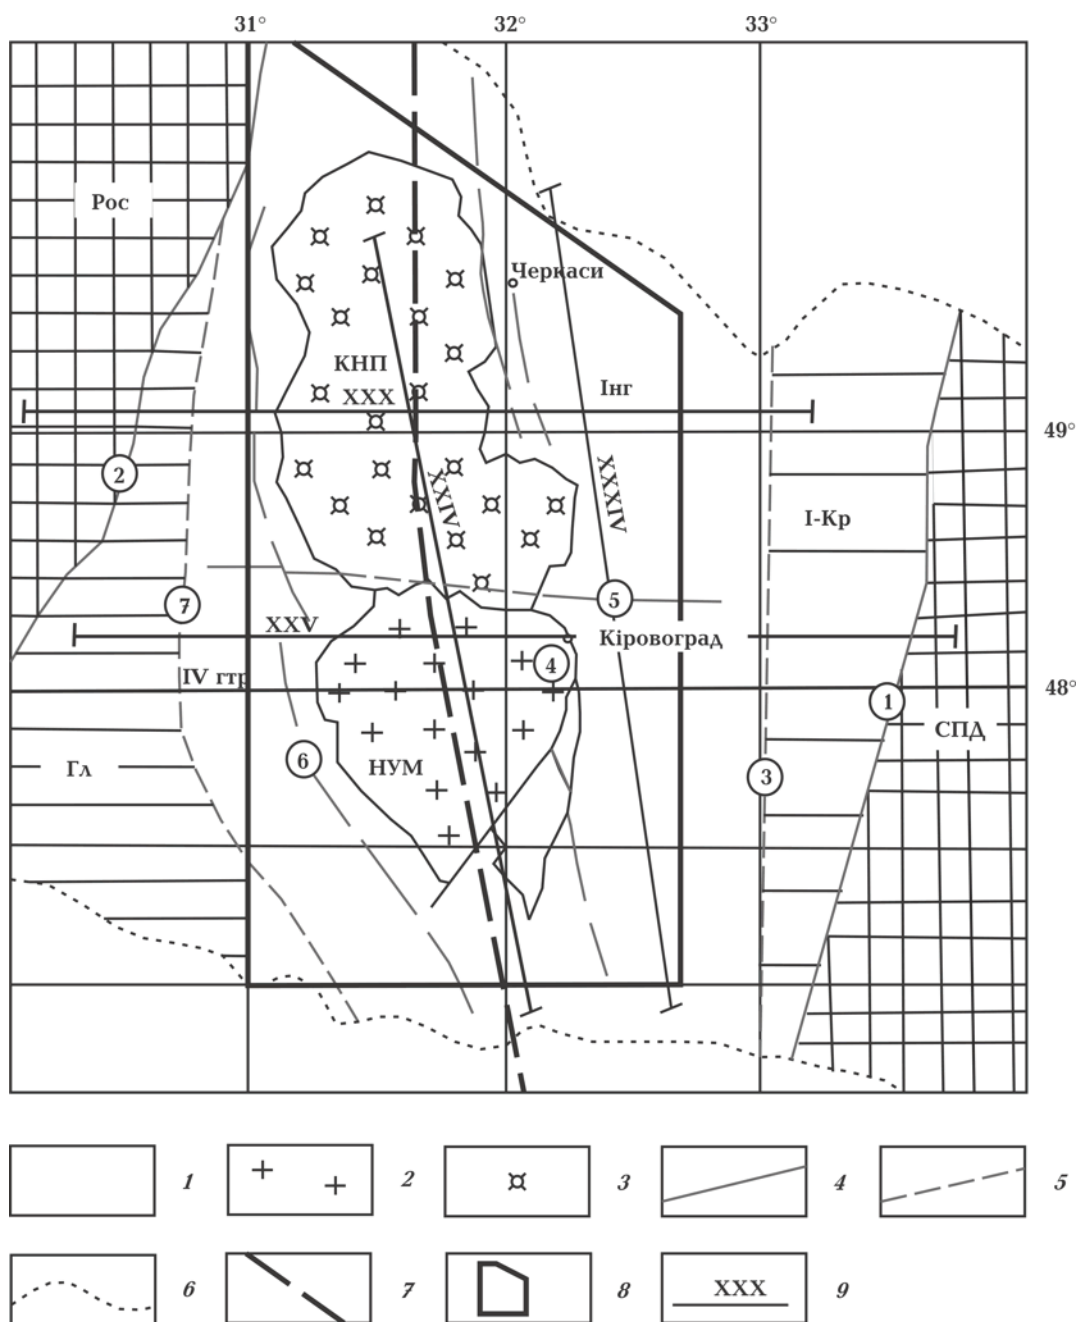 31° 32° 33°
Рос
Черкаси
КНП
XXX
Інг
49°
2
XXIV
XXXIV
І-Кр
7
5
XXV
Кіровоград
4
IV гтр
48°
1
СПД
Гл
6
НУМ
3
1 2 3 4 5
6 7 8 XXX 9